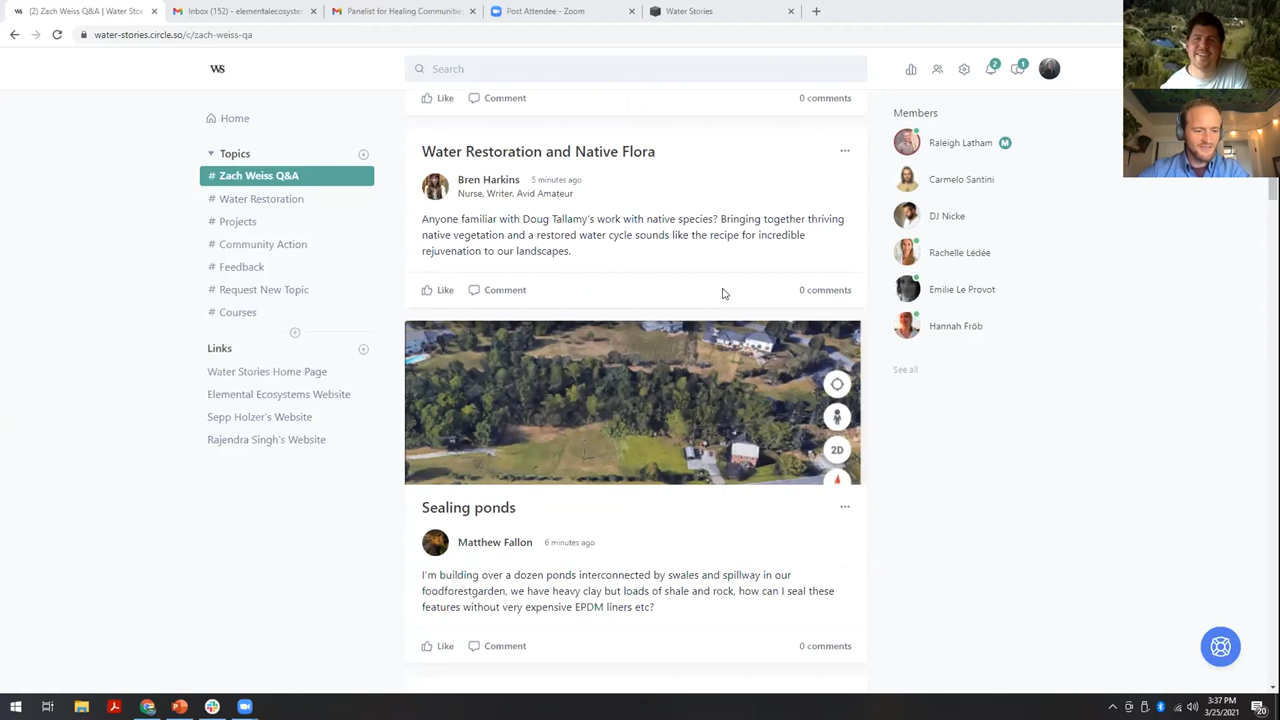 (2) Zach Weiss Q&A | Water Stor
Inbox (152) - elementalecosystem
Panelist for Healing Communities
Post Attendee - Zoom
Water Stories
water-stories.circle.so/c/zach-weiss-qa
WS
Search
2
1
Home
Topics
# Zach Weiss Q&A
# Water Restoration
# Projects
# Community Action
# Feedback
# Request New Topic
# Courses
Links
Water Stories Home Page
Elemental Ecosystems Website
Sepp Holzer's Website
Rajendra Singh's Website
Like
Comment
0 comments
Water Restoration and Native Flora
Bren Harkins 5 minutes ago
Nurse, Writer, Avid Amateur
Anyone familiar with Doug Tallamy's work with native species? Bringing together thriving
native vegetation and a restored water cycle sounds like the recipe for incredible
rejuvenation to our landscapes.
Like
Comment
0 comments
2D
Sealing ponds
Matthew Fallon 6 minutes ago
I'm building over a dozen ponds interconnected by swales and spillway in our
foodforestgarden, we have heavy clay but loads of shale and rock, how can I seal these
features without very expensive EPDM liners etc?
Like
Comment
0 comments
Members
Raleigh Latham M
Carmelo Santini
DJ Nicke
Rachelle Lédée
Emilie Le Provot
Hannah Fröb
See all
3:37 PM
3/25/2021
20